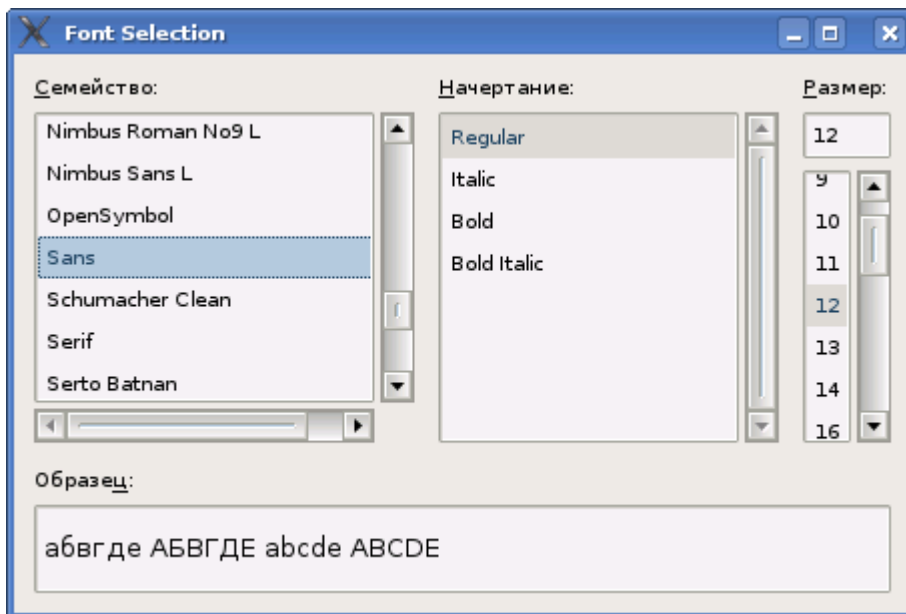 Font Selection
Семейство:
Nimbus Roman No9 L
Nimbus Sans L
OpenSymbol
Sans
Schumacher Clean
Serif
Serto Batnan
Начертание:
Regular
Italic
Bold
Bold Italic
Размер:
12
9
10
11
12
13
14
16
Образец:
абвгде АБВГДЕ abcde ABCDE